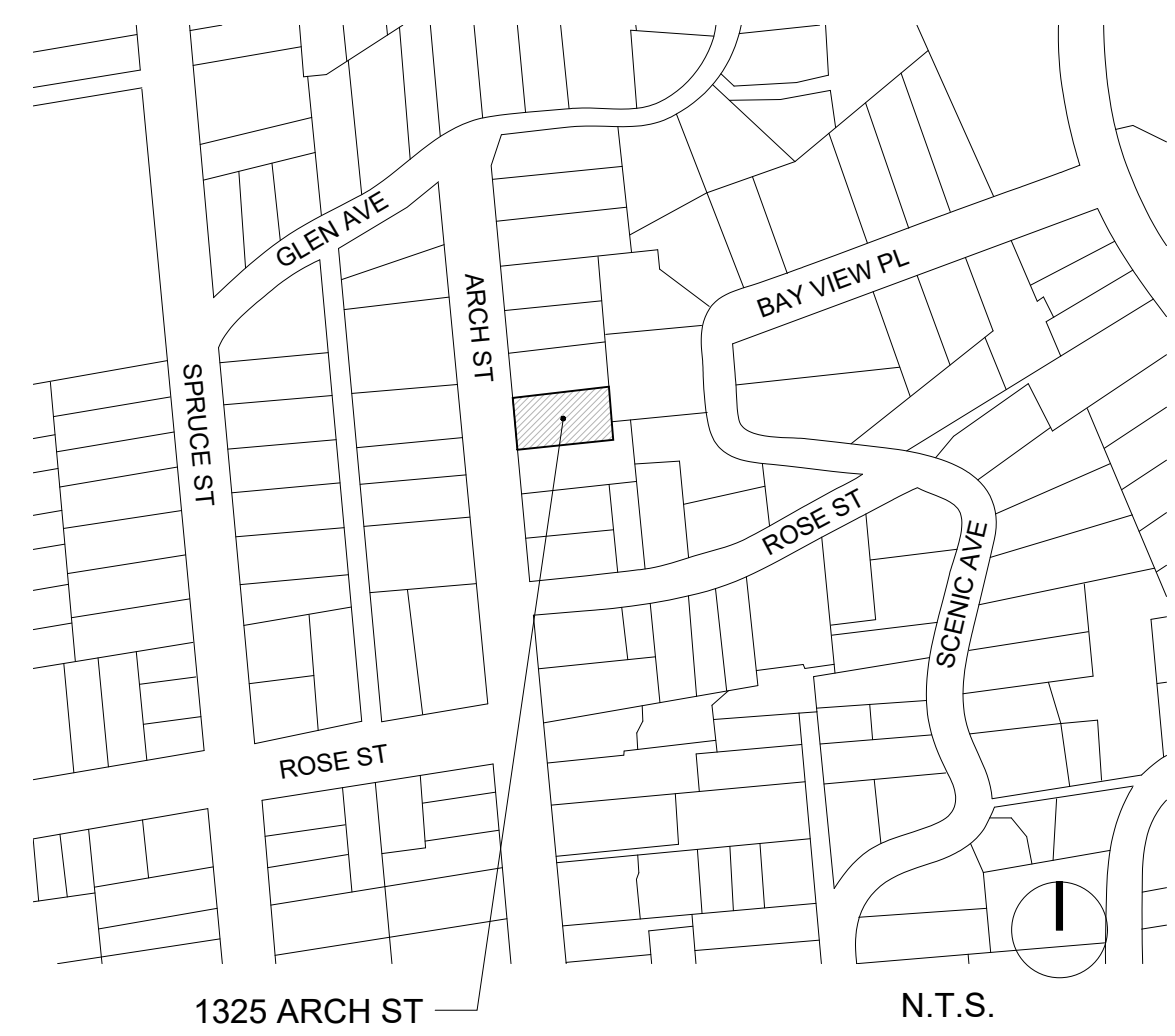 GLEN AVE
BAY VIEW PL
ARCH ST
SPRUCE ST
ROSE ST
SCENIC AVE
ROSE ST
1325 ARCH ST
N.T.S.